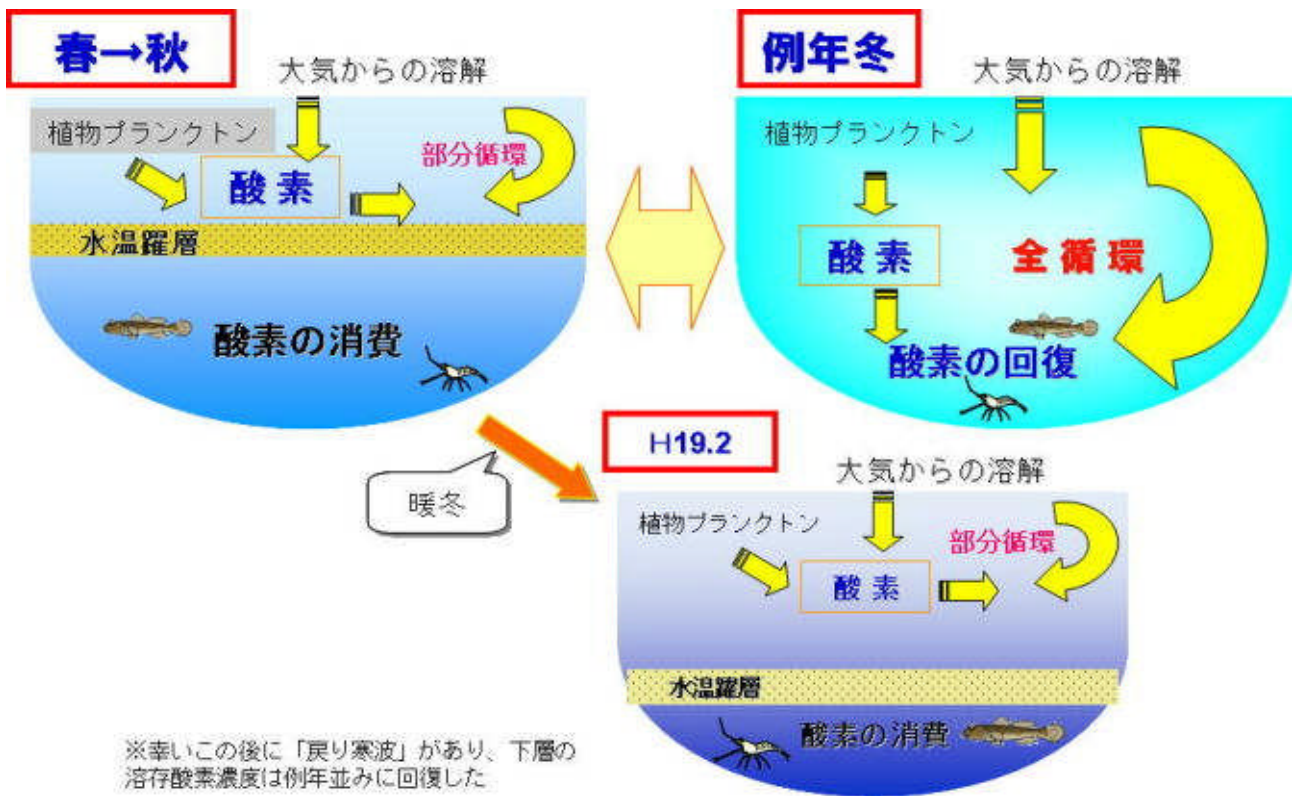 春→秋
大気からの溶解
植物プランクトン
部分循環
酸素
水温躍層
酸素の消費
例年冬
大気からの溶解
植物プランクトン
酸素
全循環
酸素の回復
暖冬
H19.2
大気からの溶解
植物プランクトン
部分循環
酸素
水温躍層
酸素の消費
※幸いこの後に「戻り寒波」があり、下層の
溶存酸素濃度は例年並みに回復した